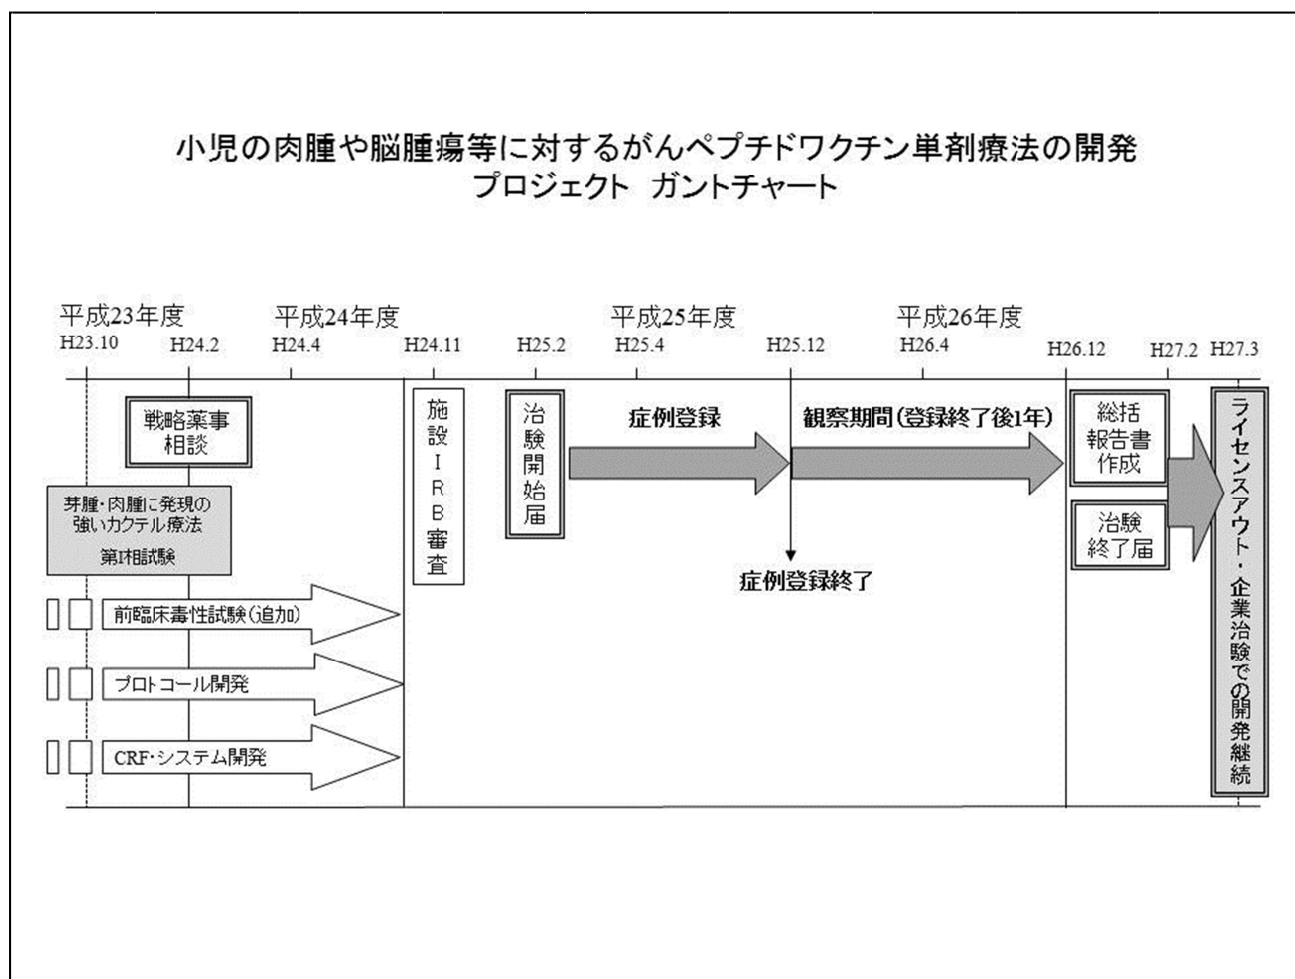 小児の肉腫や脳腫瘍等に対するがんペプチドワクチン単剤療法の開発
プロジェクト ガントチャート
平成23年度
平成24年度
平成25年度
平成26年度
H23.10
H24.2
H24.4
H24.11
H25.2
H25.4
H25.12
H26.4
H26.12
H27.2
H27.3
戦略薬事
相談
芽腫・肉腫に発現の
強いカクテル療法
第I相試験
前臨床毒性試験(追加)
プロトコール開発
CRF・システム開発
施設IRB審査
治験開始届
症例登録
症例登録終了
観察期間(登録終了後1年)
総括
報告書
作成
治験
終了届
ライセンスアウト・企業治験での開発継続